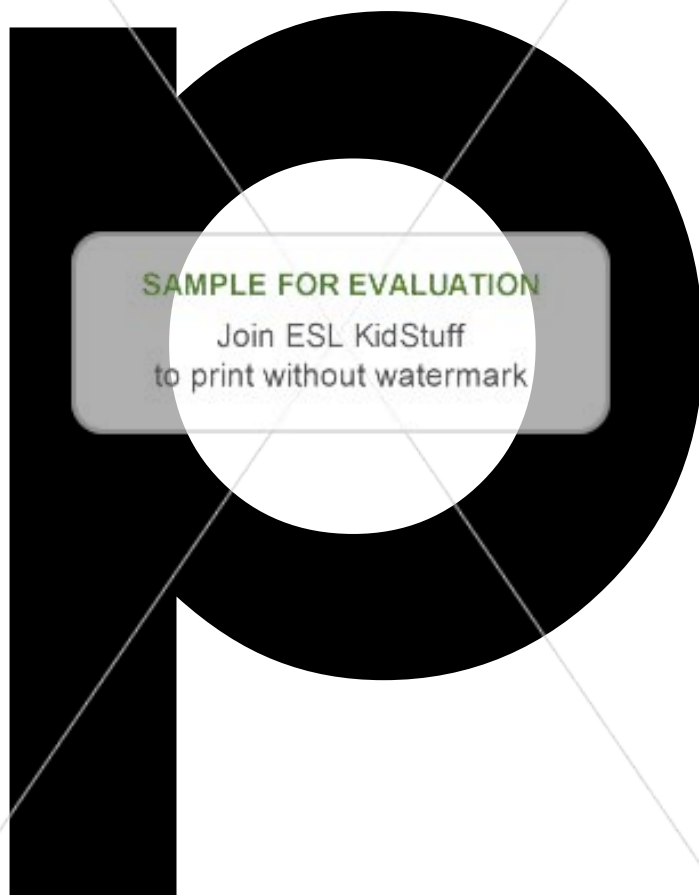 p
SAMPLE FOR EVALUATION
Join ESL KidStuff
to print without watermark